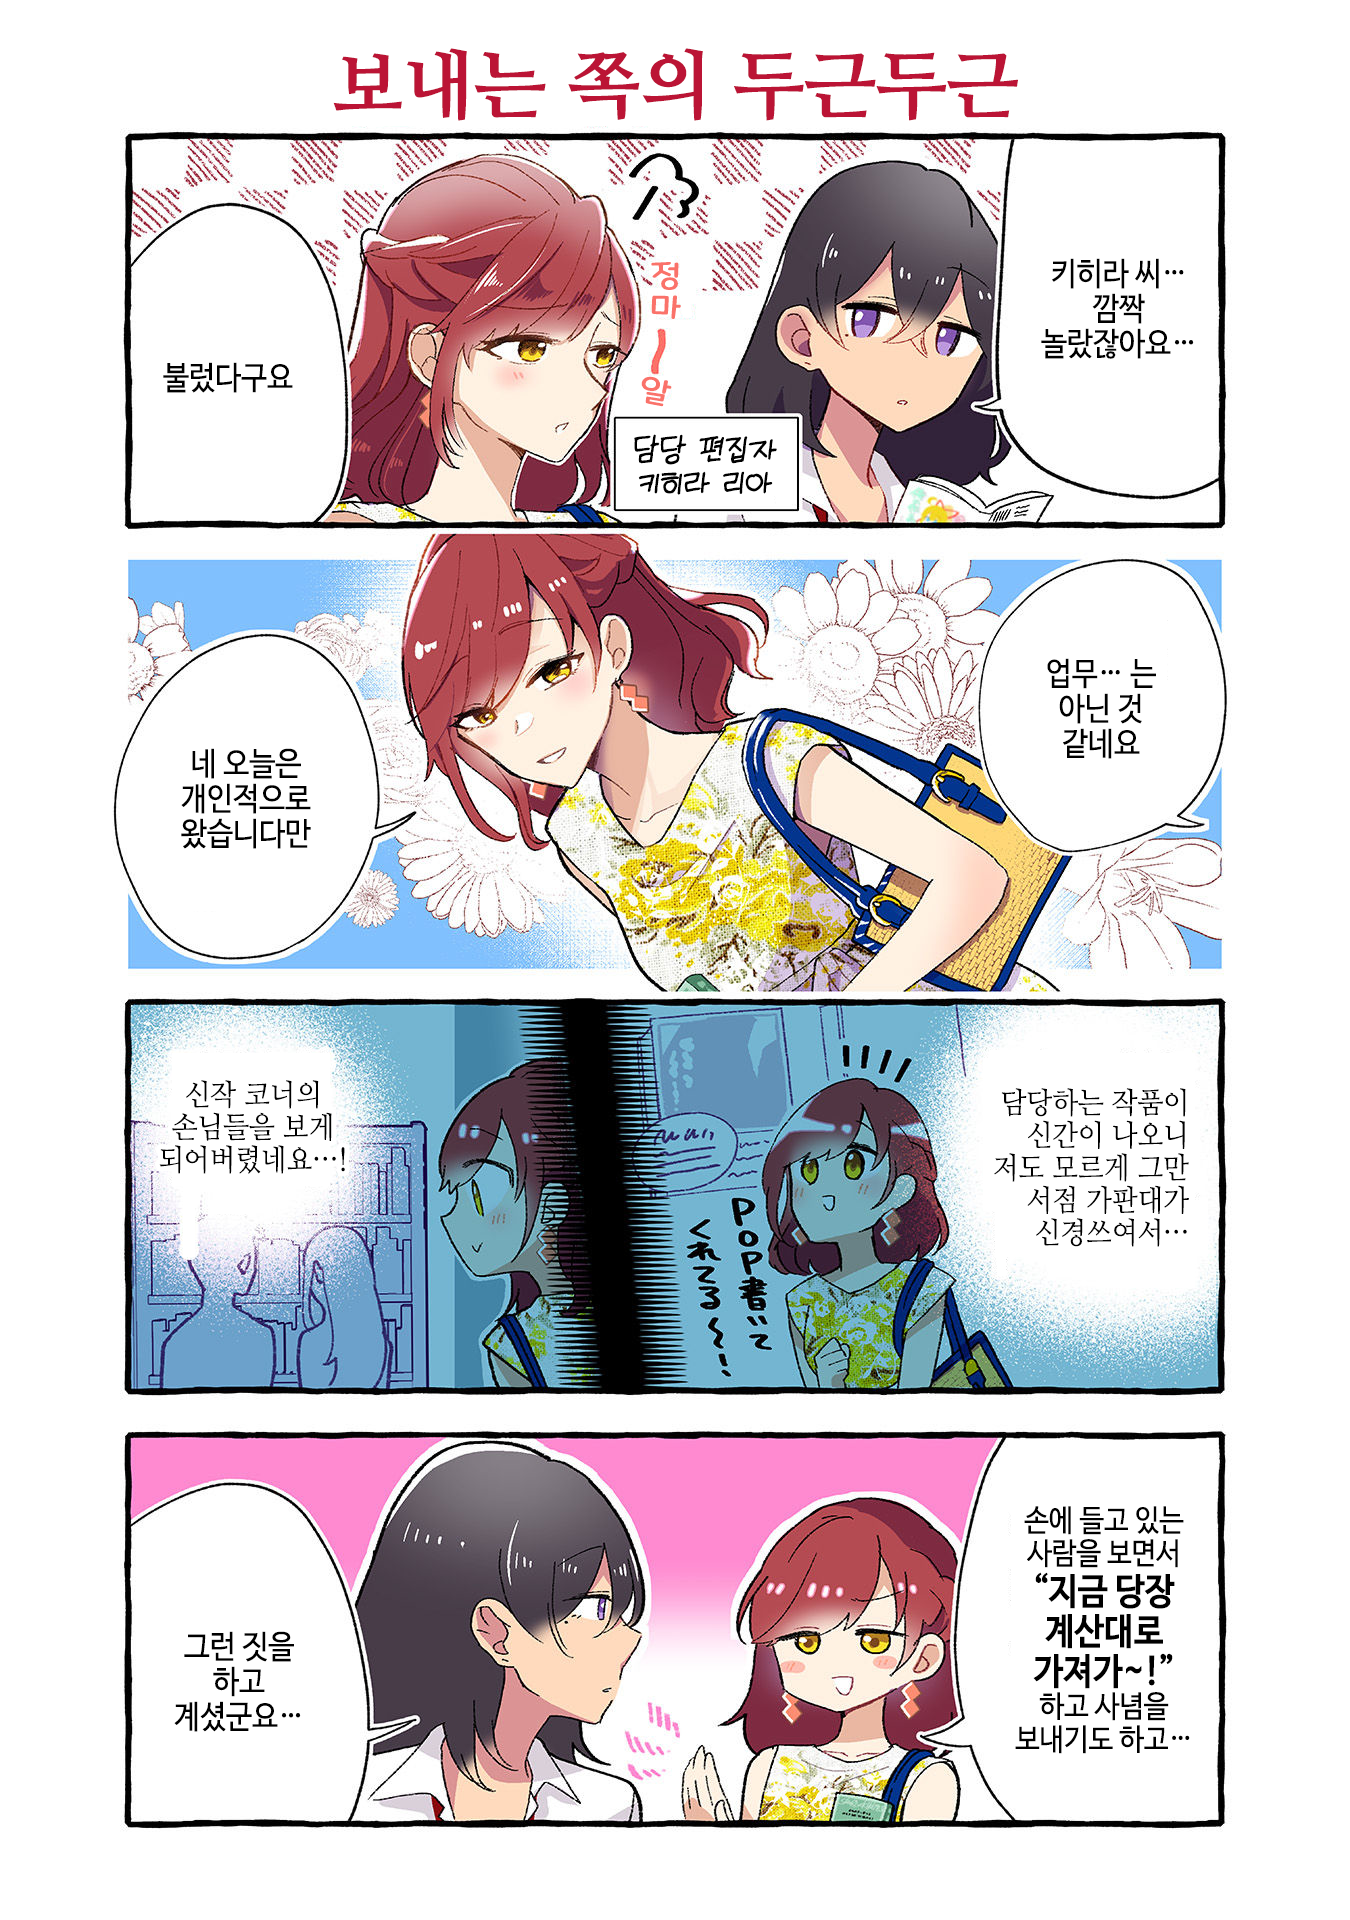 보내는 쪽의 두근두근
키히라 씨…
깜짝
놀랐잖아요…
정마ー알
담당 편집자
키히라 리아
불렀다구요
업무… 는
아닌 것
같네요
네 오늘은
개인적으로
왔습니다만
담당하는 작품이
신간이 나오니
저도 모르게 그만
서점 가판대가
신경쓰여서…
POP書いて
くれてる〜!
신작 코너의
손님들을 보게
되어버렸네요…!
손에 들고 있는
사람을 보면서
“지금 당장
계산대로
가져가~!”
하고 사념을
보내기도 하고…
그런 짓을
하고
계셨군요…